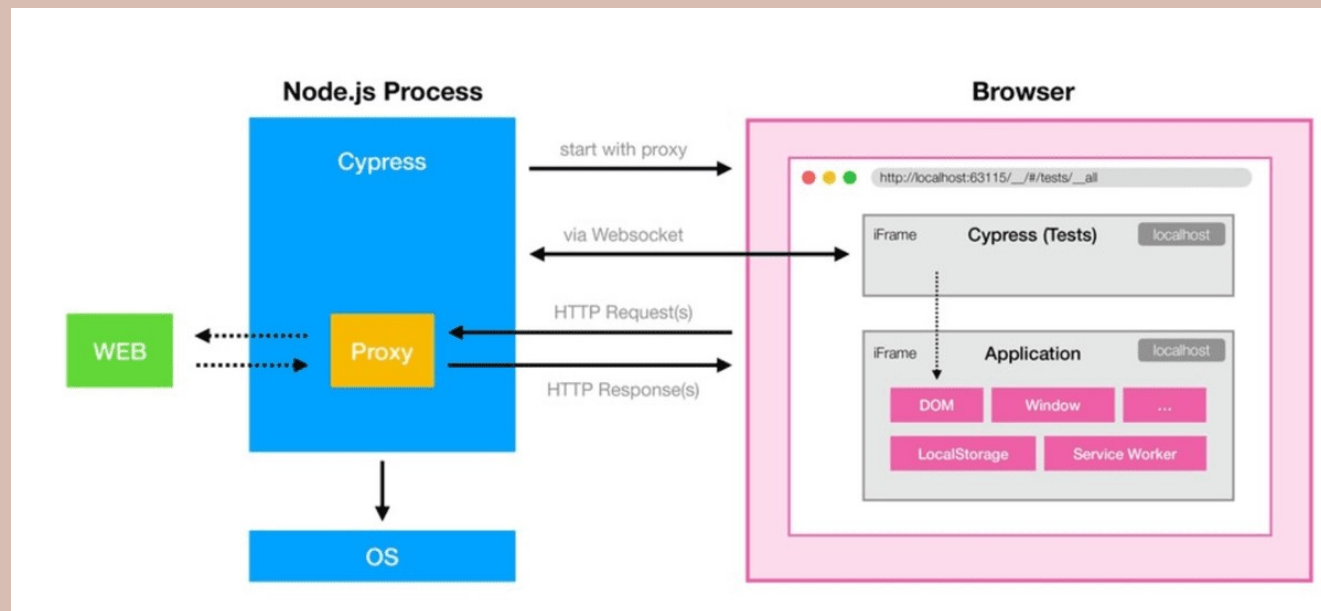 Node.js Process
Cypress
Proxy
WEB
OS
start with proxy
via Websocket
HTTP Request(s)
HTTP Response(s)
Browser
http://localhost:63115/__/#/tests/__all
iFrame Cypress (Tests) localhost
iFrame Application localhost
DOM Window ...
LocalStorage Service Worker